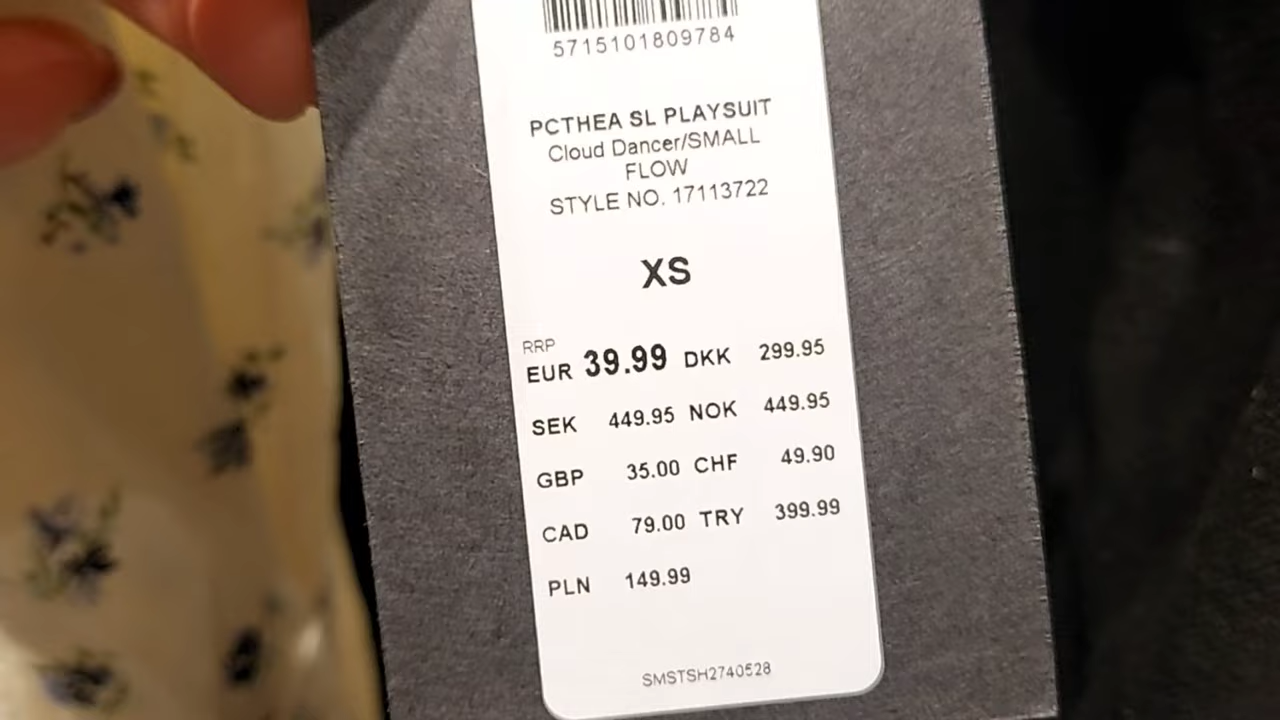 5715101809784
PCTHEA SL PLAYSUIT
Cloud Dancer/SMALL
FLOW
STYLE NO. 17113722
XS
RRP
EUR 39.99 DKK 299.95
SEK 449.95 NOK 449.95
GBP 35.00 CHF 49.90
CAD 79.00 TRY 399.99
PLN 149.99
SMSTSH2740528